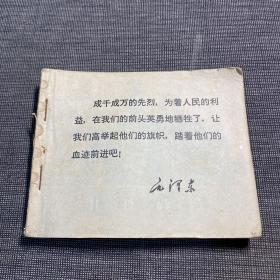 成千成万的先烈，为着人民的利
益，在我们的前头英勇地牺牲了，让
我们高举起他们的旗帜，踏着他们的
血迹前进吧！
毛泽东